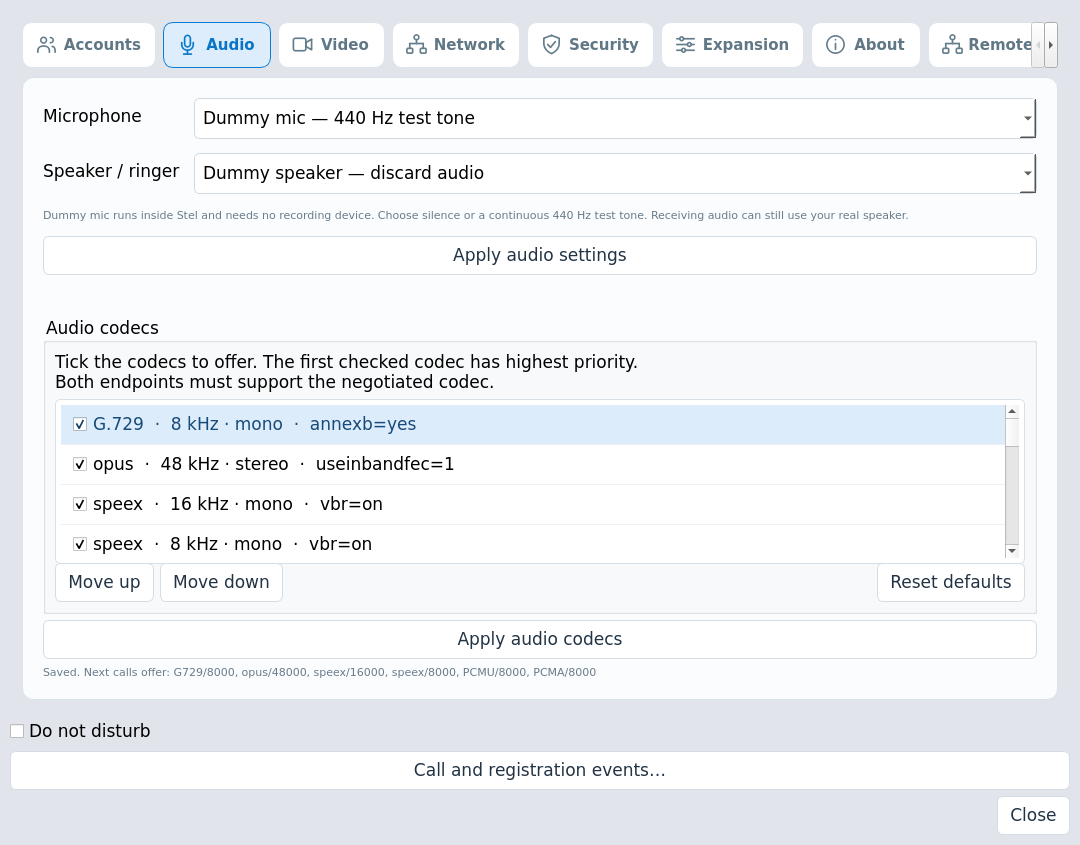 Accounts Audio Video Network Security Expansion About Remote
Microphone Dummy mic — 440 Hz test tone
Speaker / ringer Dummy speaker — discard audio
Dummy mic runs inside Stel and needs no recording device. Choose silence or a continuous 440 Hz test tone. Receiving audio can still use your real speaker.
Apply audio settings
Audio codecs
Tick the codecs to offer. The first checked codec has highest priority.
Both endpoints must support the negotiated codec.
G.729 · 8 kHz · mono · annexb=yes
opus · 48 kHz · stereo · useinbandfec=1
speex · 16 kHz · mono · vbr=on
speex · 8 kHz · mono · vbr=on
Move up Move down Reset defaults
Apply audio codecs
Saved. Next calls offer: G729/8000, opus/48000, speex/16000, speex/8000, PCMU/8000, PCMA/8000
Do not disturb
Call and registration events…
Close